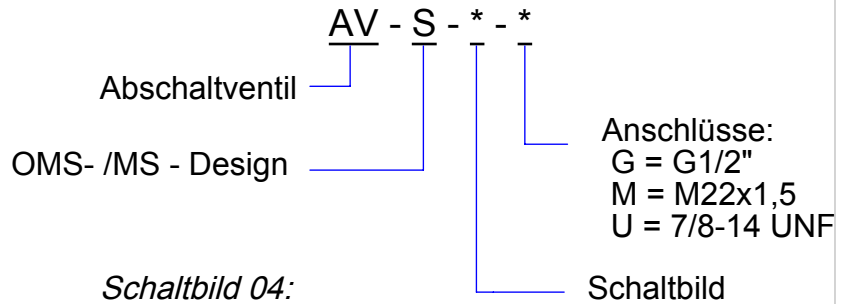 AV - S - * - *
Abschaltventil
OMS- /MS - Design
Anschlüsse:
G = G1/2"
M = M22x1,5
U = 7/8-14 UNF
Schaltbild 04:
Schaltbild